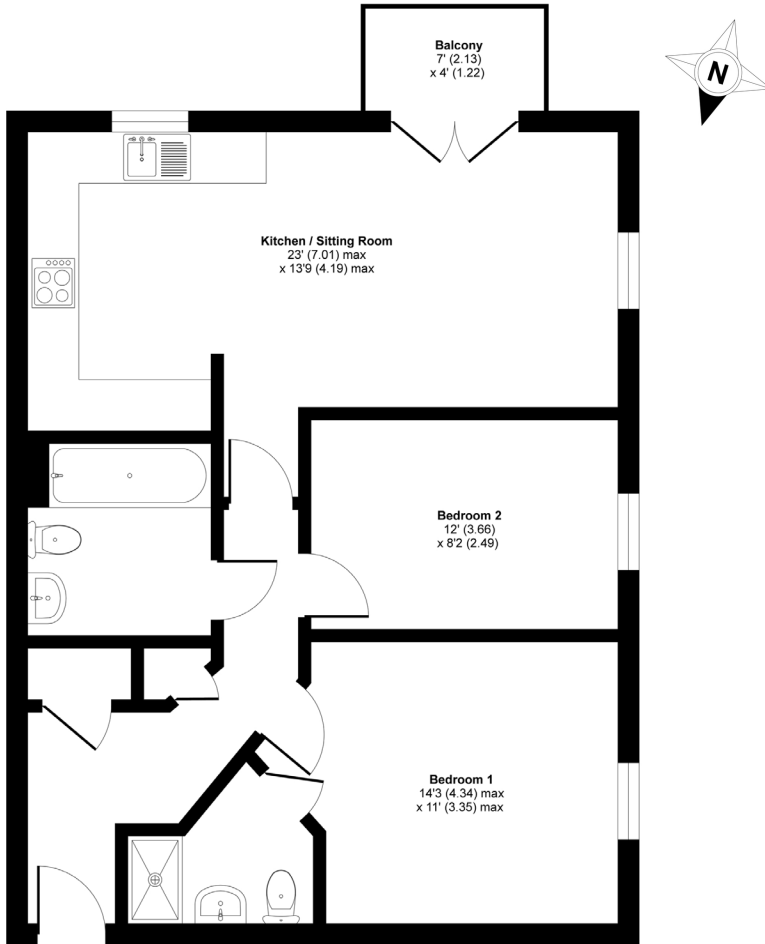 Balcony
7' (2.13)
x 4' (1.22)
N
Kitchen / Sitting Room
23' (7.01) max
x 13'9 (4.19) max
Bedroom 2
12' (3.66)
x 8'2 (2.49)
Bedroom 1
14'3 (4.34) max
x 11' (3.35) max